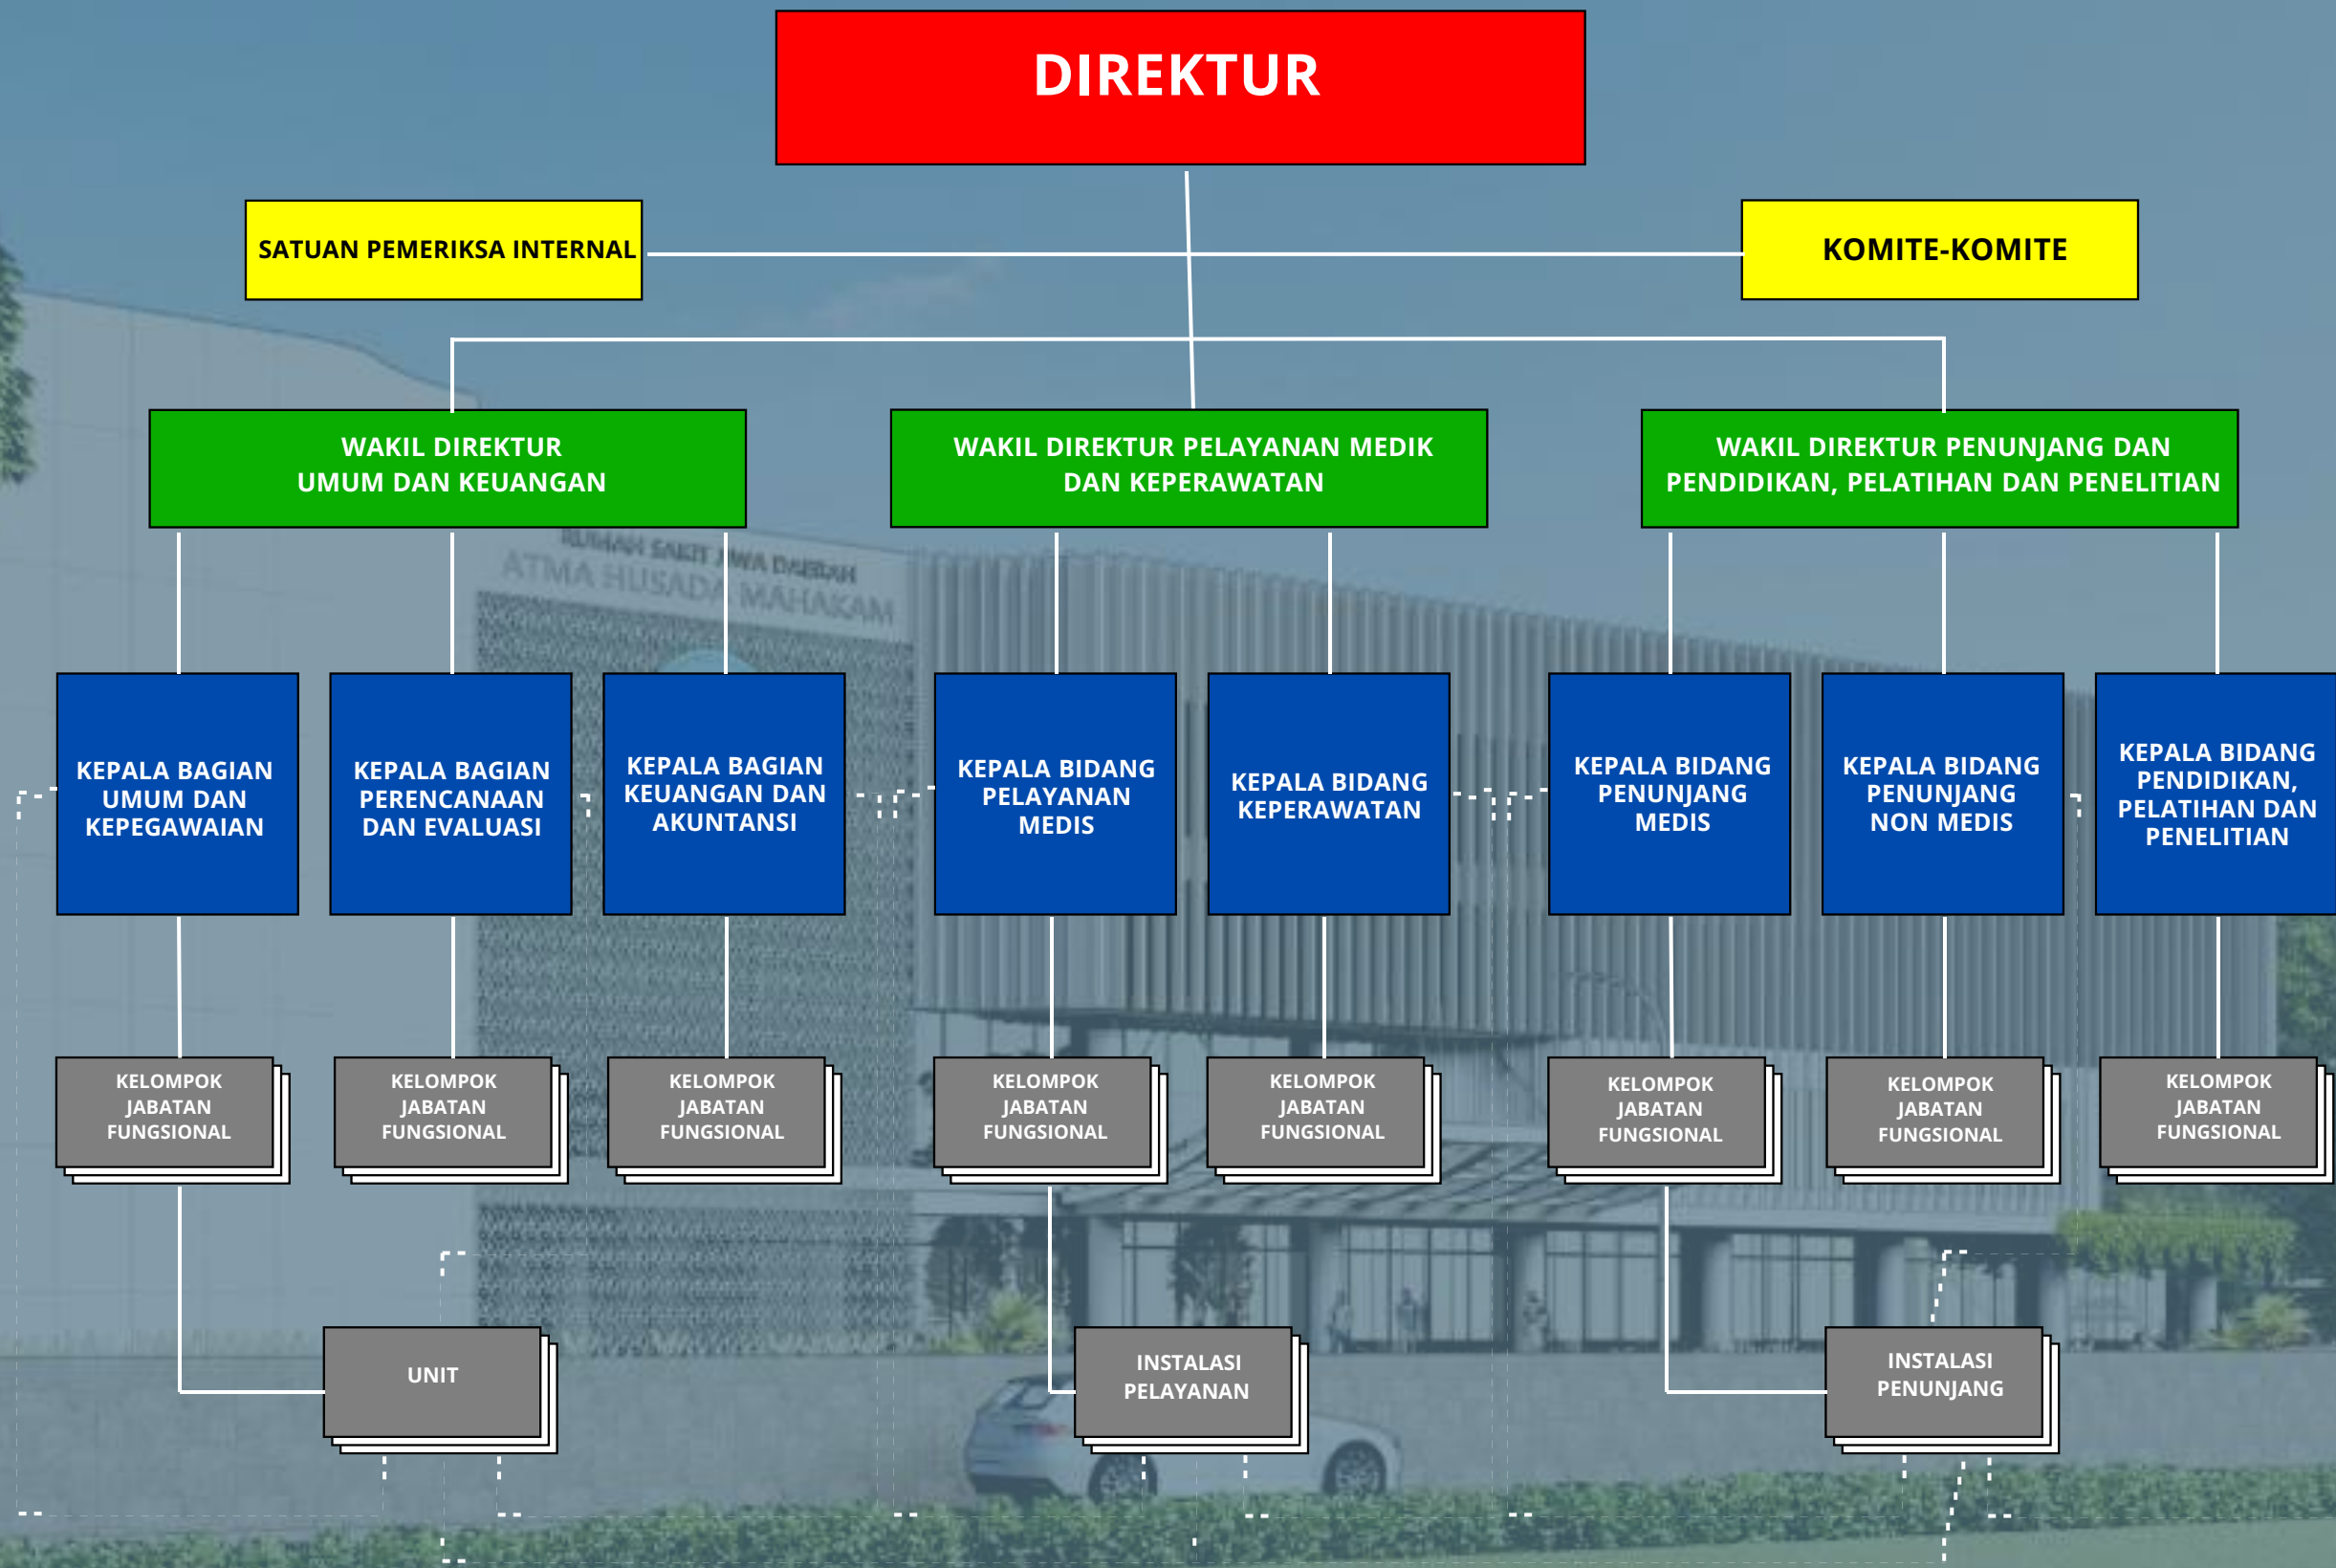 DIREKTUR
SATUAN PEMERIKSA INTERNAL
KOMITE-KOMITE
WAKIL DIREKTUR
UMUM DAN KEUANGAN
WAKIL DIREKTUR PELAYANAN MEDIK
DAN KEPERAWATAN
WAKIL DIREKTUR PENUNJANG DAN
PENDIDIKAN, PELATIHAN DAN PENELITIAN
RUMAH SAKIT JIWA DAERAH
ATMA HUSADA MAHAKAM
KEPALA BAGIAN
UMUM DAN
KEPEGAWAIAN
KEPALA BAGIAN
PERENCANAAN
DAN EVALUASI
KEPALA BAGIAN
KEUANGAN DAN
AKUNTANSI
KEPALA BIDANG
PELAYANAN
MEDIS
KEPALA BIDANG
KEPERAWATAN
KEPALA BIDANG
PENUNJANG
MEDIS
KEPALA BIDANG
PENUNJANG
NON MEDIS
KEPALA BIDANG
PENDIDIKAN,
PELATIHAN DAN
PENELITIAN
KELOMPOK
JABATAN
FUNGSIONAL
KELOMPOK
JABATAN
FUNGSIONAL
KELOMPOK
JABATAN
FUNGSIONAL
KELOMPOK
JABATAN
FUNGSIONAL
KELOMPOK
JABATAN
FUNGSIONAL
KELOMPOK
JABATAN
FUNGSIONAL
KELOMPOK
JABATAN
FUNGSIONAL
KELOMPOK
JABATAN
FUNGSIONAL
UNIT
INSTALASI
PELAYANAN
INSTALASI
PENUNJANG